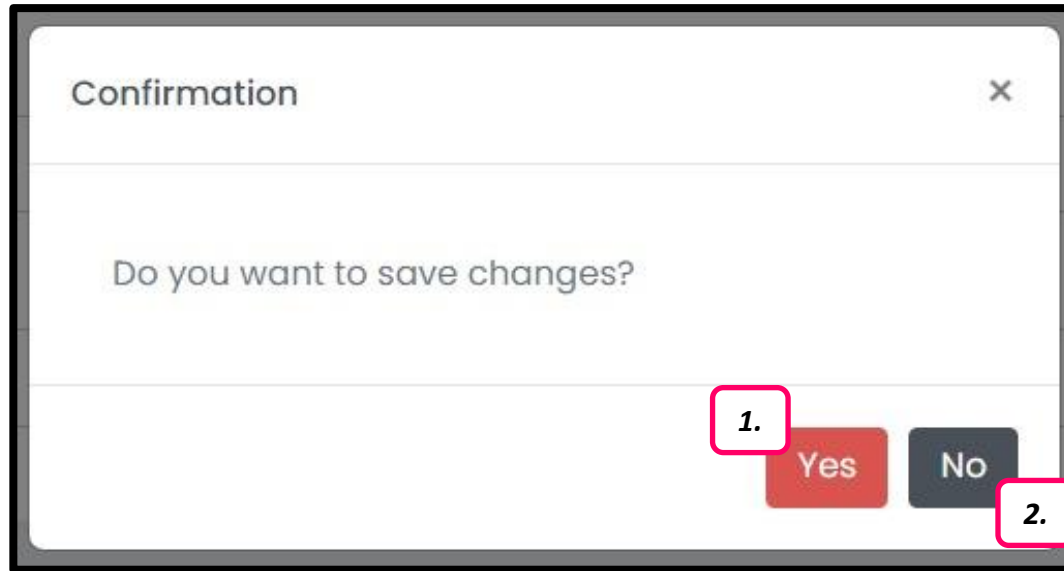 Confirmation ×
Do you want to save changes?
1.
Yes No
2.